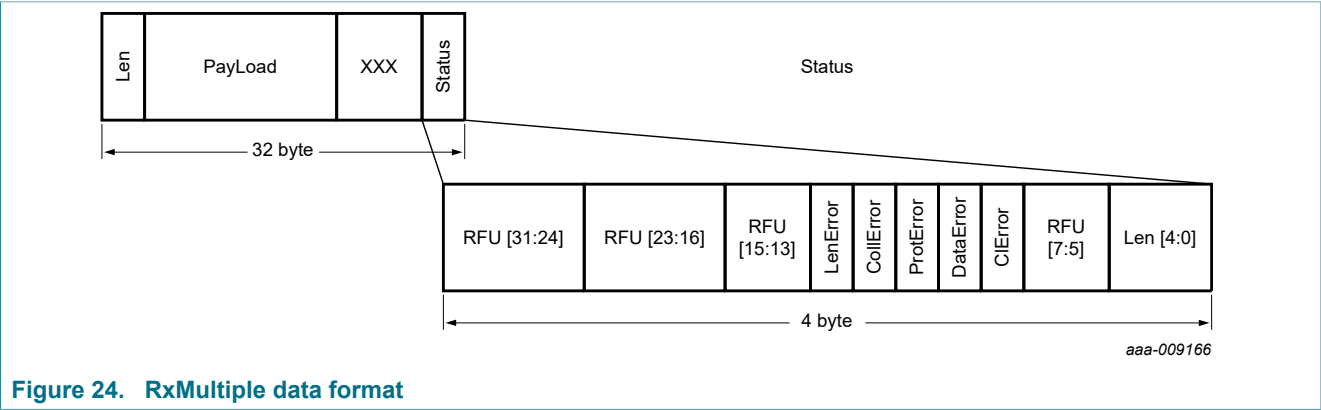 Len
PayLoad
XXX
Status
Status
32 byte
RFU [31:24]
RFU [23:16]
RFU
[15:13]
LenError
CollError
ProtError
DataError
ClError
RFU
[7:5]
Len [4:0]
4 byte
aaa-009166
Figure 24. RxMultiple data format